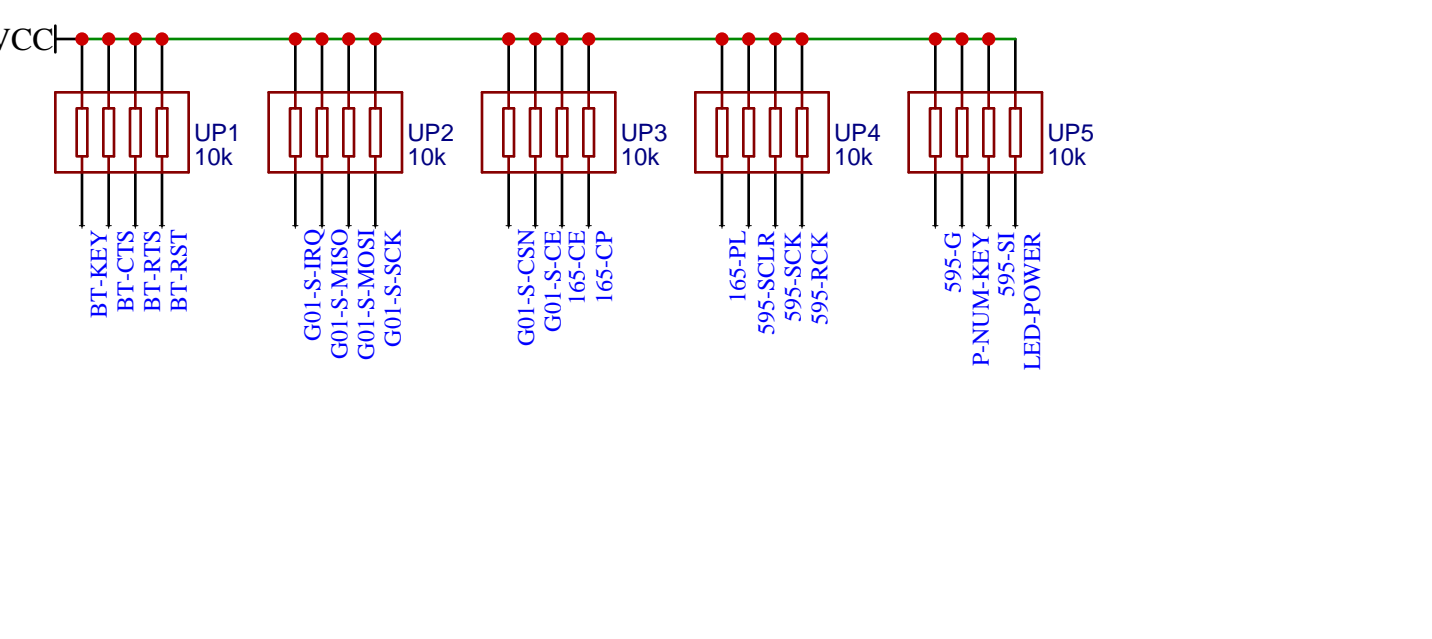 VCC
UP1
10k
UP2
10k
UP3
10k
UP4
10k
UP5
10k
BT-KEY
BT-CTS
BT-RTS
BT-RST
G01-S-IRQ
G01-S-MISO
G01-S-MOSI
G01-S-SCK
G01-S-CSN
G01-S-CE
165-CE
165-CP
165-PL
595-SCLR
595-SCK
595-RCK
595-G
P-NUM-KEY
595-SI
LED-POWER